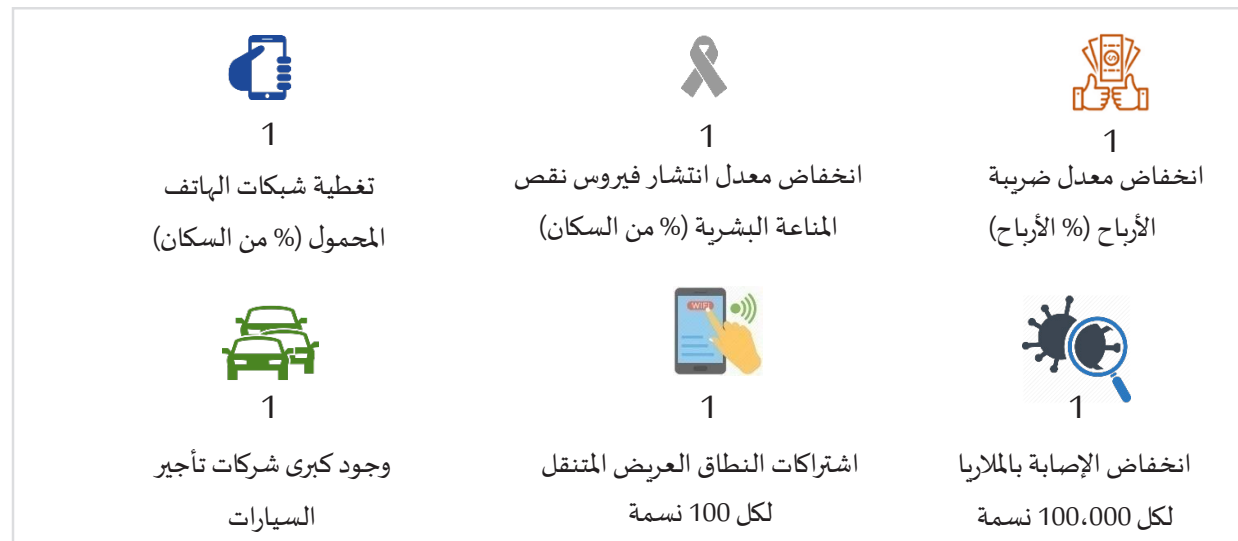 1
انخفاض معدل ضريبة
الأرباح (% الأرباح)
1
انخفاض معدل انتشار فيروس نقص
المناعة البشرية (% من السكان)
1
تغطية شبكات الهاتف
المحمول (% من السكان)
1
انخفاض الإصابة بالملاريا
لكل 100،000 نسمة
WIFI
1
اشتراكات النطاق العريض المتنقل
لكل 100 نسمة
1
وجود كبرى شركات تأجير
السيارات